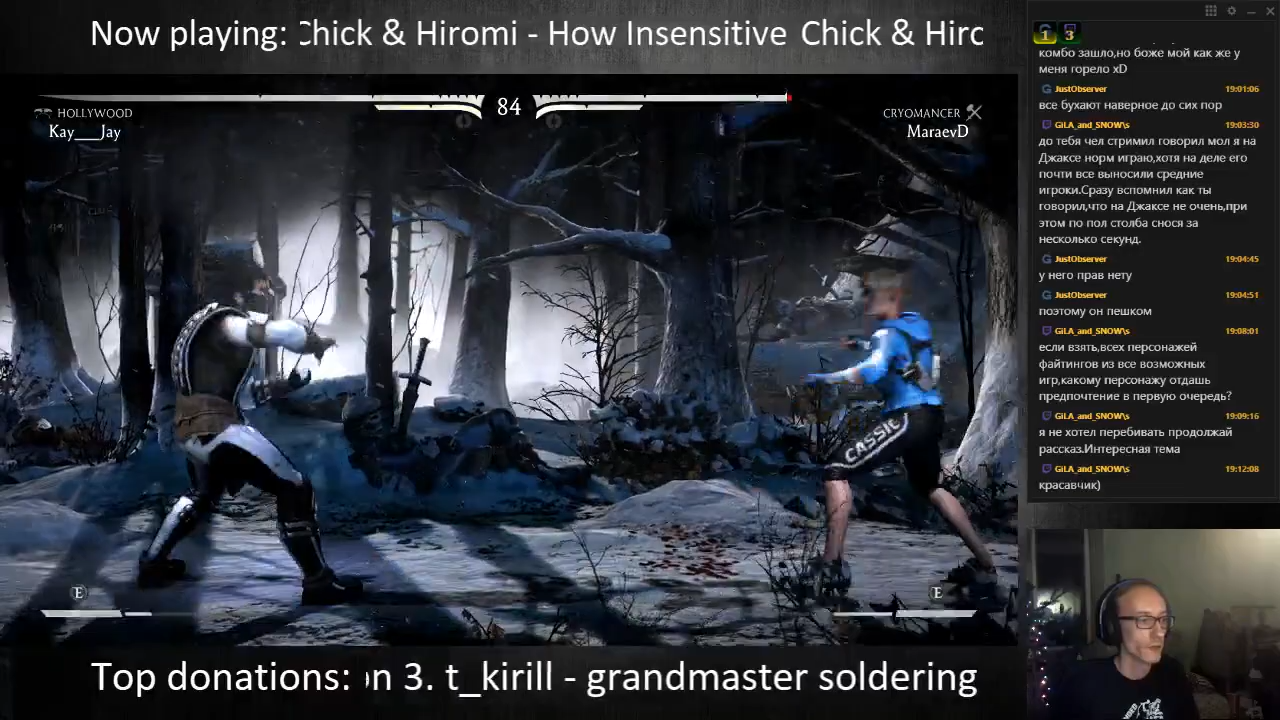 Now playing: Chick & Hiromi - How Insensitive Chick & Hirc
HOLLYWOOD
Kay___Jay
84
CRYOMANCER
MaraevD
CASSIE
E
E
Top donations: on 3. t_kirill - grandmaster soldering
1 3
комбо зашло,но боже мой как же у
меня горело xD
JustObserver 19:01:06
все бухают наверное до сих пор
GiLA_and_SNOW\s 19:03:30
до тебя чел стримил говорил мол я на
Джаксе норм играю,хотя на деле его
почти все выносили средние
игроки.Сразу вспомнил как ты
говорил,что на Джаксе не очень,при
этом по пол столба снося за
несколько секунд.
JustObserver 19:04:45
у него прав нету
JustObserver 19:04:51
поэтому он пешком
GiLA_and_SNOW\s 19:08:01
если взять,всех персонажей
файтингов из все возможных
игр,какому персонажу отдашь
предпочтение в первую очередь?
GiLA_and_SNOW\s 19:09:16
я не хотел перебивать продолжай
рассказ.Интересная тема
GiLA_and_SNOW\s 19:12:08
красавчик)